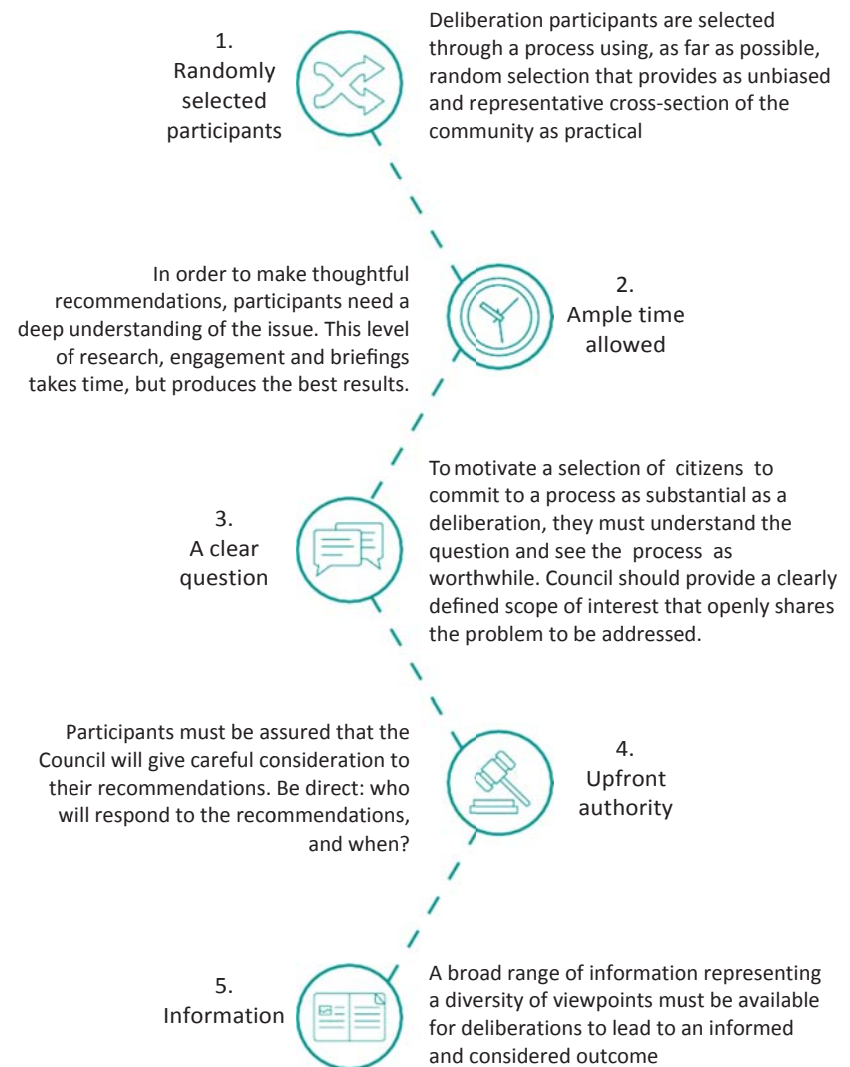 1.
Randomly
selected
participants
Deliberation participants are selected
through a process using, as far as possible,
random selection that provides as unbiased
and representative cross-section of the
community as practical
In order to make thoughtful
recommendations, participants need a
deep understanding of the issue. This level
of research, engagement and briefings
takes time, but produces the best results.
2.
Ample time
allowed
3.
A clear
question
To motivate a selection of citizens to
commit to a process as substantial as a
deliberation, they must understand the
question and see the process as
worthwhile. Council should provide a clearly
defined scope of interest that openly shares
the problem to be addressed.
Participants must be assured that the
Council will give careful consideration to
their recommendations. Be direct: who
will respond to the recommendations,
and when?
4.
Upfront
authority
5.
Information
A broad range of information representing
a diversity of viewpoints must be available
for deliberations to lead to an informed
and considered outcome